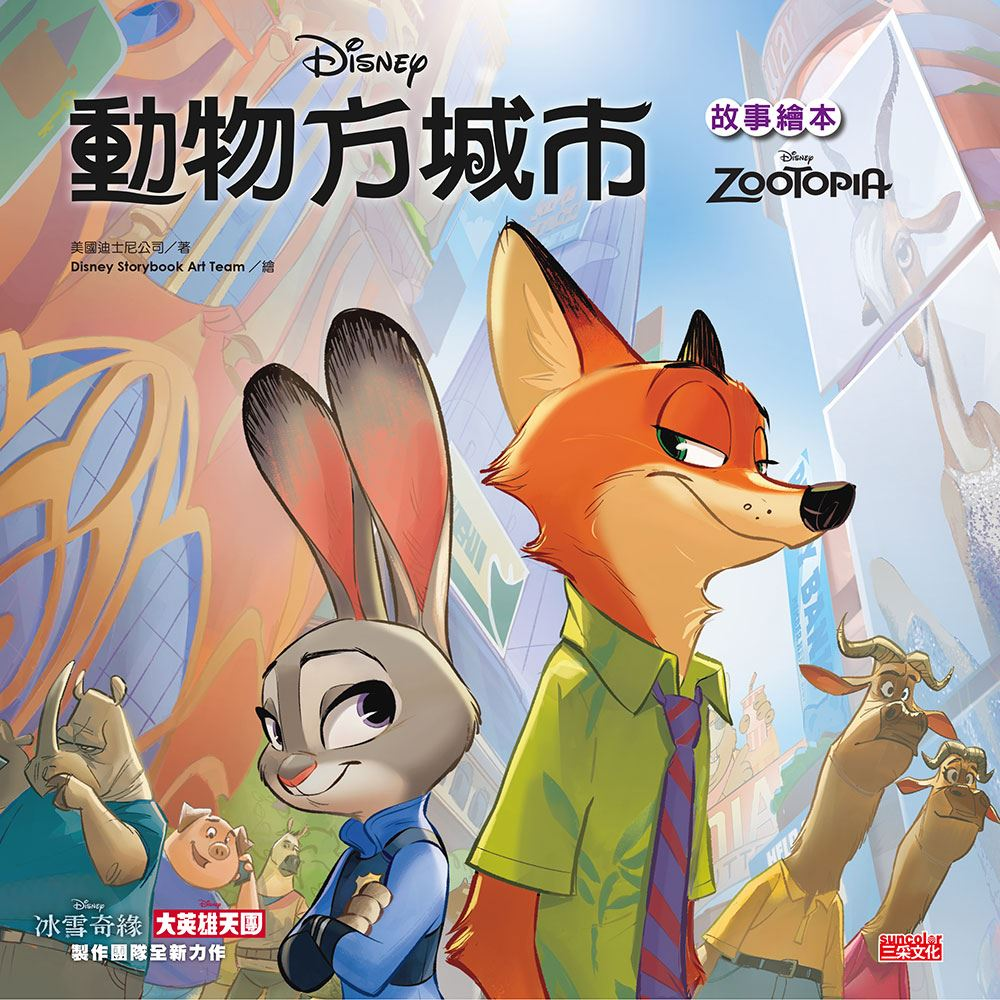 Disney
動物方城市
故事繪本
Disney
ZOOTOPIA
美國迪士尼公司／著
Disney Storybook Art Team／繪
Disney
冰雪奇緣
Disney
大英雄天團
製作團隊全新力作
suncolor
三采文化